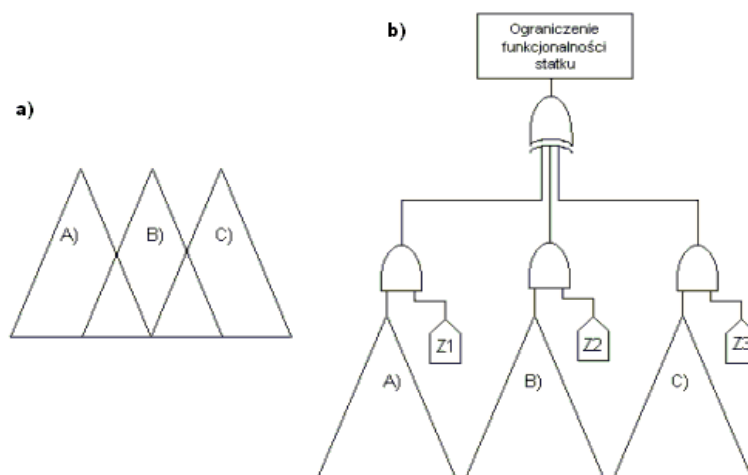 a)
A)
B)
C)
b)
Ograniczenie
funkcjonalności
statku
Z1
Z2
Z3
A)
B)
C)